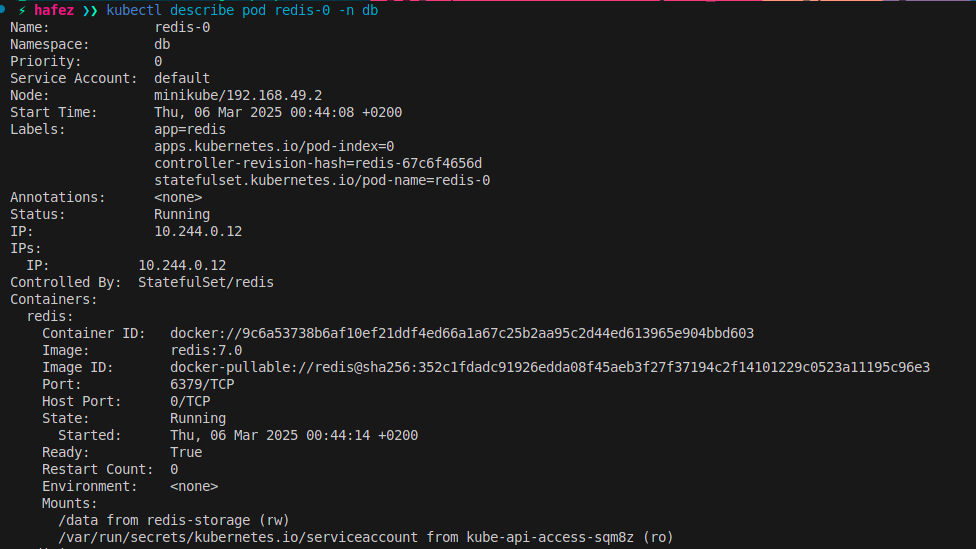 ⚡ hafez ❯❯ kubectl describe pod redis-0 -n db
Name:             redis-0
Namespace:        db
Priority:         0
Service Account:  default
Node:             minikube/192.168.49.2
Start Time:       Thu, 06 Mar 2025 00:44:08 +0200
Labels:           app=redis
                  apps.kubernetes.io/pod-index=0
                  controller-revision-hash=redis-67c6f4656d
                  statefulset.kubernetes.io/pod-name=redis-0
Annotations:      <none>
Status:           Running
IP:               10.244.0.12
IPs:
  IP:           10.244.0.12
Controlled By:  StatefulSet/redis
Containers:
  redis:
    Container ID:   docker://9c6a53738b6af10ef21ddf4ed66a1a67c25b2aa95c2d44ed613965e904bbd603
    Image:          redis:7.0
    Image ID:       docker-pullable://redis@sha256:352c1fdadc91926edda08f45aeb3f27f37194c2f14101229c0523a11195c96e3
    Port:           6379/TCP
    Host Port:      0/TCP
    State:          Running
      Started:      Thu, 06 Mar 2025 00:44:14 +0200
    Ready:          True
    Restart Count:  0
    Environment:    <none>
    Mounts:
      /data from redis-storage (rw)
      /var/run/secrets/kubernetes.io/serviceaccount from kube-api-access-sqm8z (ro)